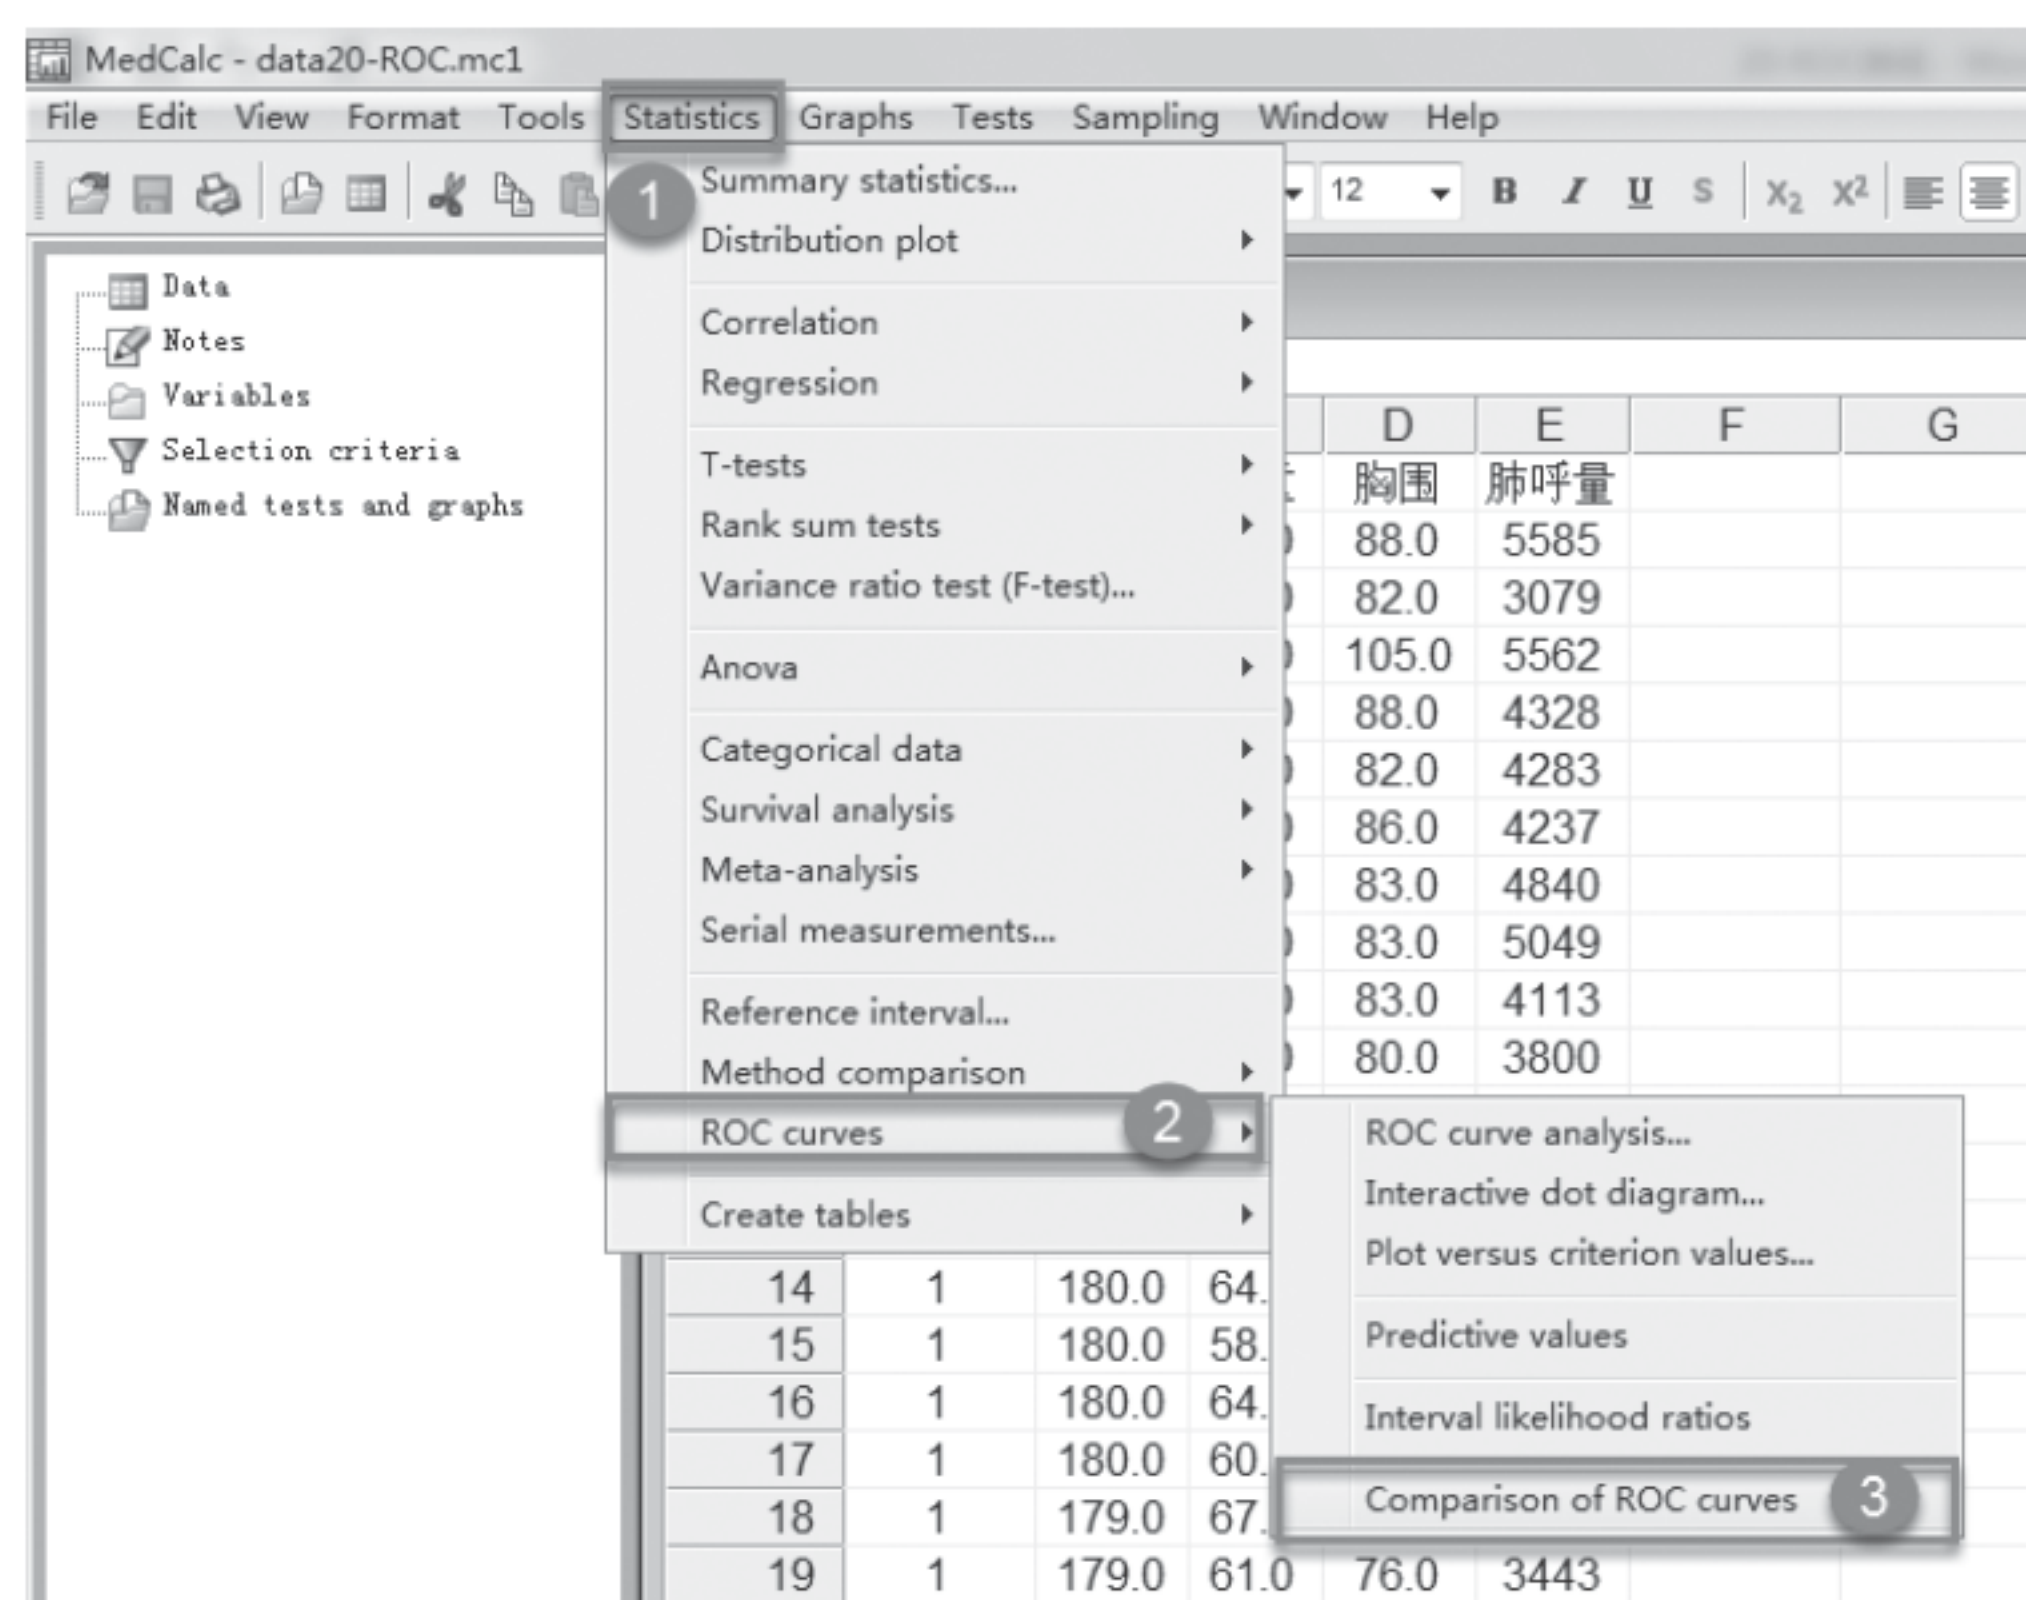 MedCalc - data20-ROC.mc1
File Edit View Format Tools Statistics Graphs Tests Sampling Window Help
12 B I U S X2 X2
1
Data
Notes
Variables
Selection criteria
Named tests and graphs
Summary statistics...
Distribution plot
Correlation
Regression
T-tests
Rank sum tests
Variance ratio test (F-test)...
Anova
Categorical data
Survival analysis
Meta-analysis
Serial measurements...
Reference interval...
Method comparison
ROC curves 2
Create tables
ROC curve analysis...
Interactive dot diagram...
Plot versus criterion values...
Predictive values
Interval likelihood ratios
Comparison of ROC curves 3
D E F G
胸围 肺呼量
88.0 5585
82.0 3079
105.0 5562
88.0 4328
82.0 4283
86.0 4237
83.0 4840
83.0 5049
83.0 4113
80.0 3800
14 1 180.0 64.
15 1 180.0 58.
16 1 180.0 64.
17 1 180.0 60.
18 1 179.0 67.
19 1 179.0 61.0 76.0 3443